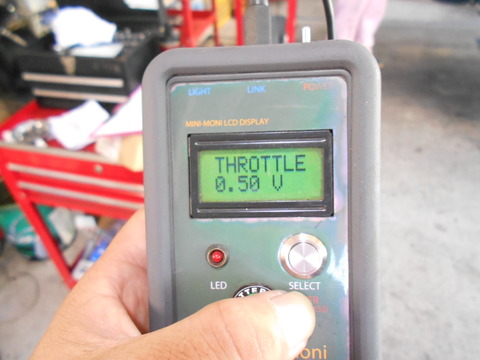 LIGHT LINK POWER
MINI-MONI LCD DISPLAY
THROTTLE
0.50 V
LED SELECT